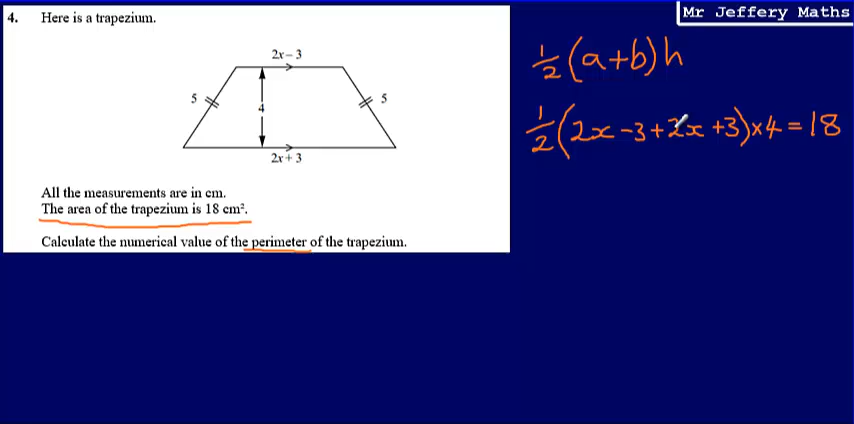 Mr Jeffery Maths
4. Here is a trapezium.
2x – 3
5
4
5
2x + 3
All the measurements are in cm.
The area of the trapezium is 18 cm².
Calculate the numerical value of the perimeter of the trapezium.
½(a+b)h
½(2x-3+2x+3)×4=18